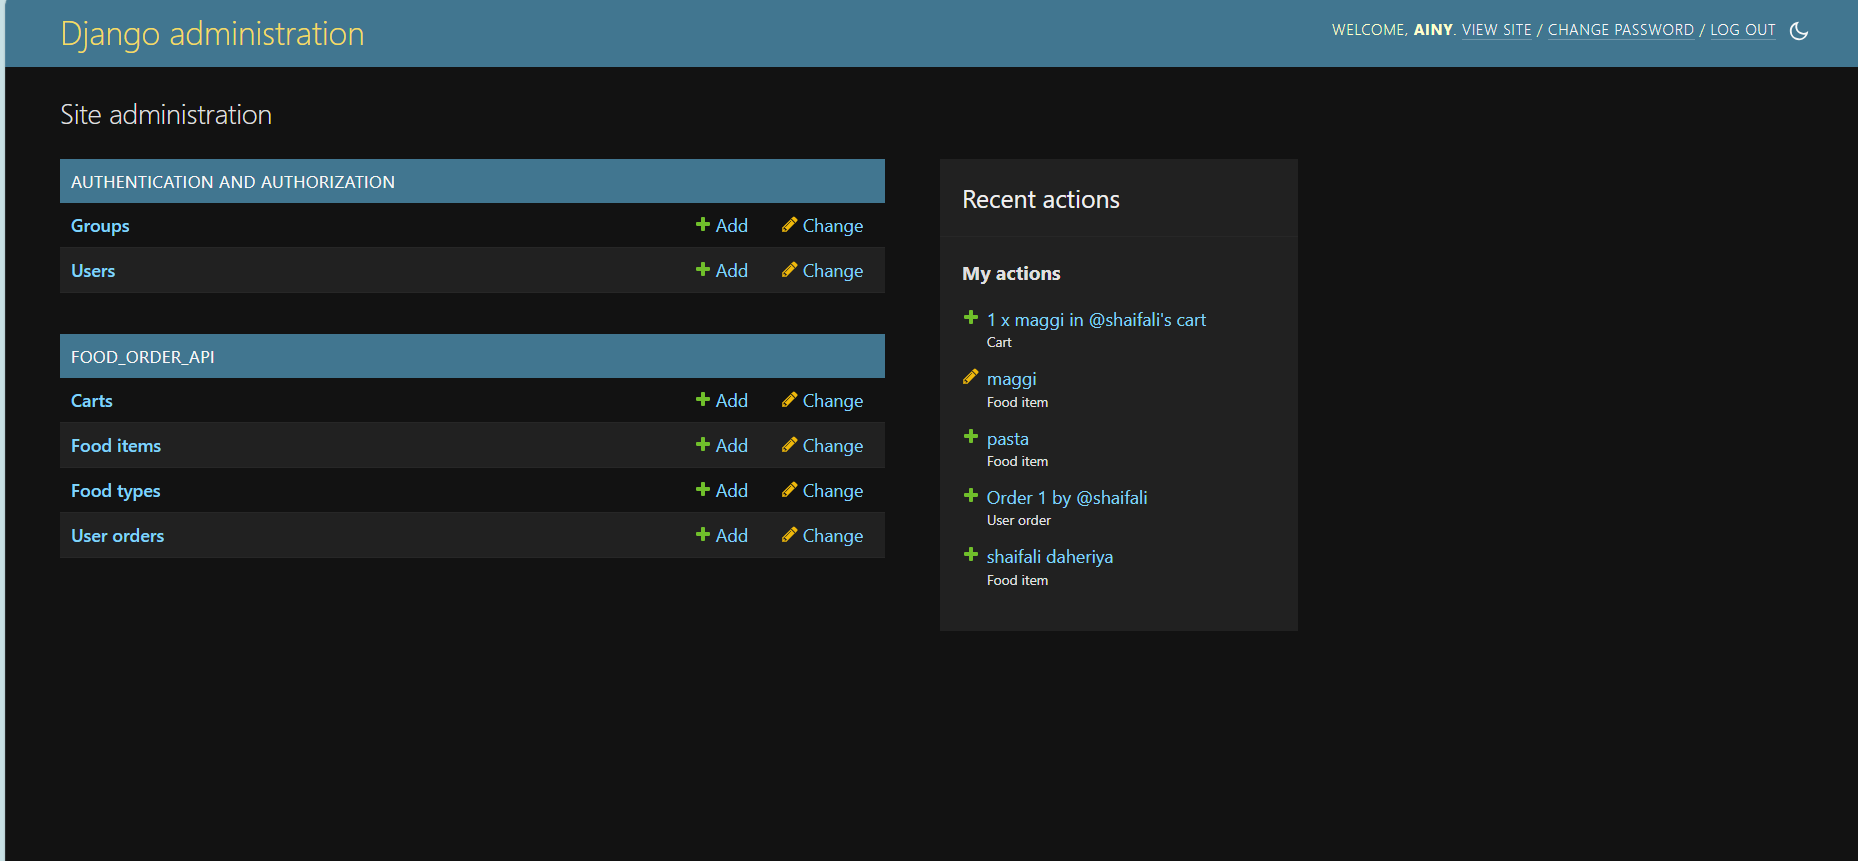 Django administration
WELCOME, AINY. VIEW SITE / CHANGE PASSWORD / LOG OUT
Site administration
AUTHENTICATION AND AUTHORIZATION
Groups Add Change
Users Add Change
FOOD_ORDER_API
Carts Add Change
Food items Add Change
Food types Add Change
User orders Add Change
Recent actions
My actions
1 x maggi in @shaifali's cart
Cart
maggi
Food item
pasta
Food item
Order 1 by @shaifali
User order
shaifali daheriya
Food item